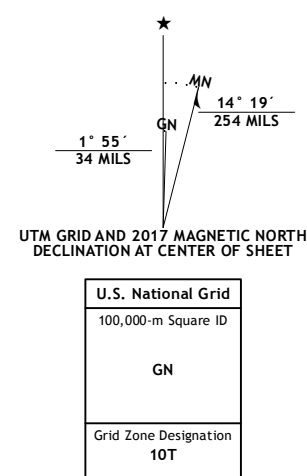 MN
GN
14° 19´
254 MILS
1° 55´
34 MILS
UTM GRID AND 2017 MAGNETIC NORTH
DECLINATION AT CENTER OF SHEET
U.S. National Grid
100,000-m Square ID
GN
Grid Zone Designation
10T